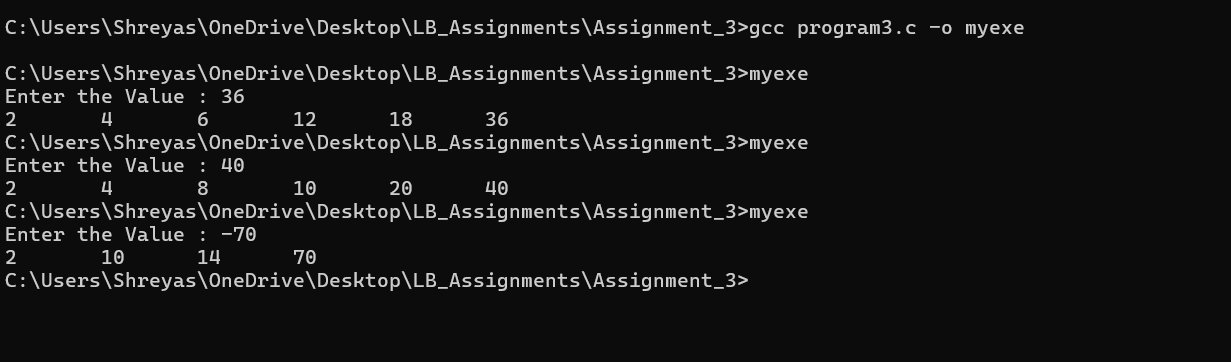 C:\Users\Shreyas\OneDrive\Desktop\LB_Assignments\Assignment_3>gcc program3.c -o myexe
C:\Users\Shreyas\OneDrive\Desktop\LB_Assignments\Assignment_3>myexe
Enter the Value : 36
2	4	6	12	18	36
C:\Users\Shreyas\OneDrive\Desktop\LB_Assignments\Assignment_3>myexe
Enter the Value : 40
2	4	8	10	20	40
C:\Users\Shreyas\OneDrive\Desktop\LB_Assignments\Assignment_3>myexe
Enter the Value : -70
2	10	14	70
C:\Users\Shreyas\OneDrive\Desktop\LB_Assignments\Assignment_3>